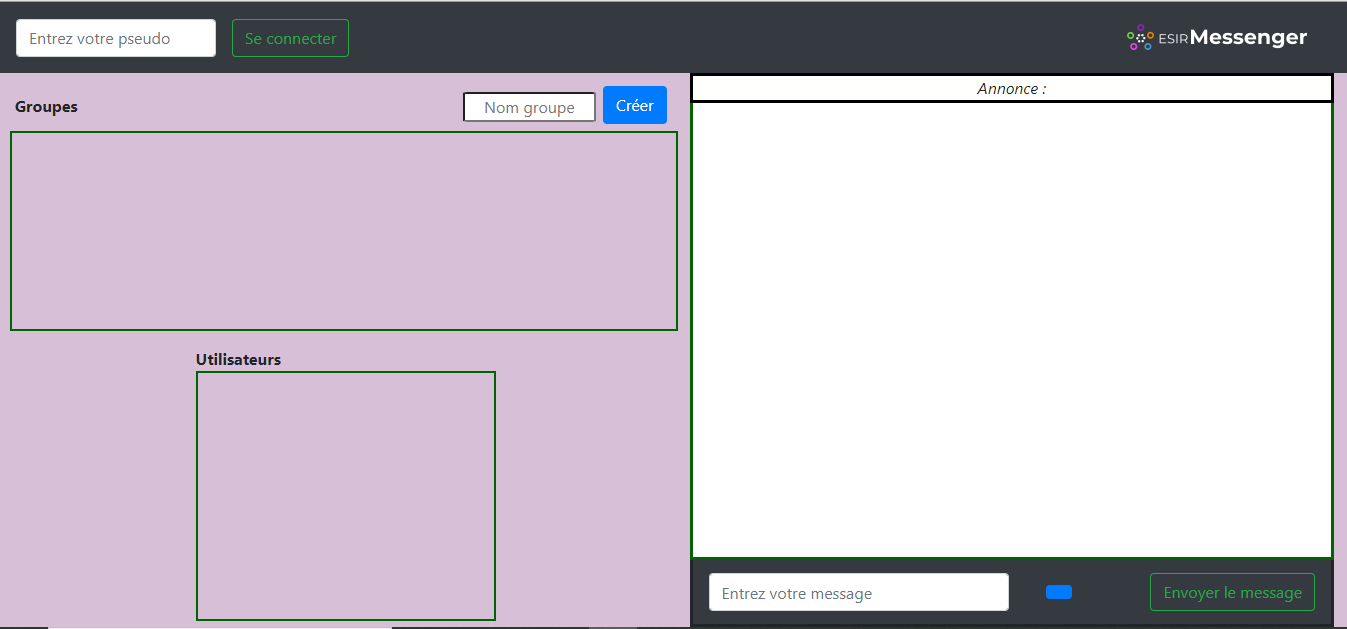 Entrez votre pseudo
Se connecter
ESIR Messenger
Groupes
Nom groupe
Créer
Annonce :
Utilisateurs
Entrez votre message
Envoyer le message